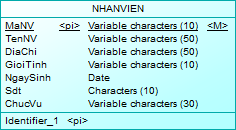 NHANVIEN
MaNV <pi> Variable characters (10) <M>
TenNV Variable characters (50)
DiaChi Variable characters (50)
GioiTinh Variable characters (10)
NgaySinh Date
Sdt Characters (10)
ChucVu Variable characters (30)
Identifier_1 <pi>